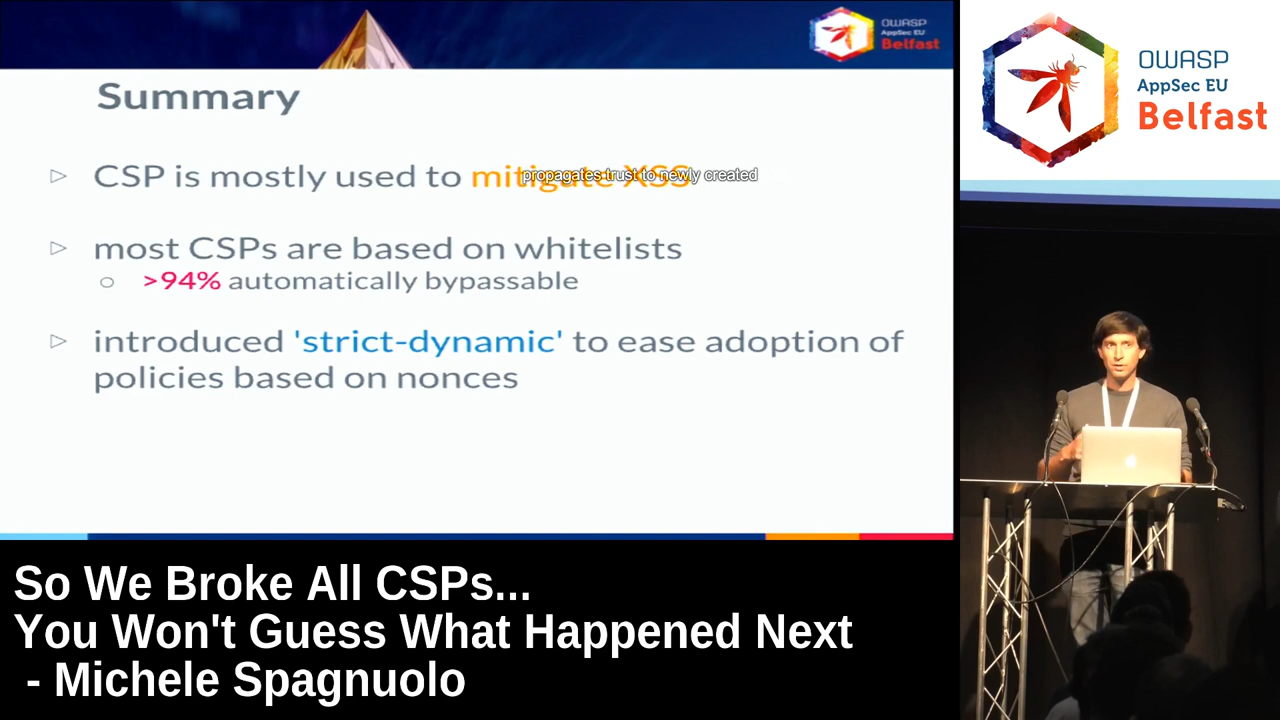 OWASP
AppSec EU
Belfast
Summary
CSP is mostly used to mitigate XSS
propagates trust to newly created
most CSPs are based on whitelists
>94% automatically bypassable
introduced 'strict-dynamic' to ease adoption of
policies based on nonces
OWASP
AppSec EU
Belfast
So We Broke All CSPs...
You Won't Guess What Happened Next
- Michele Spagnuolo